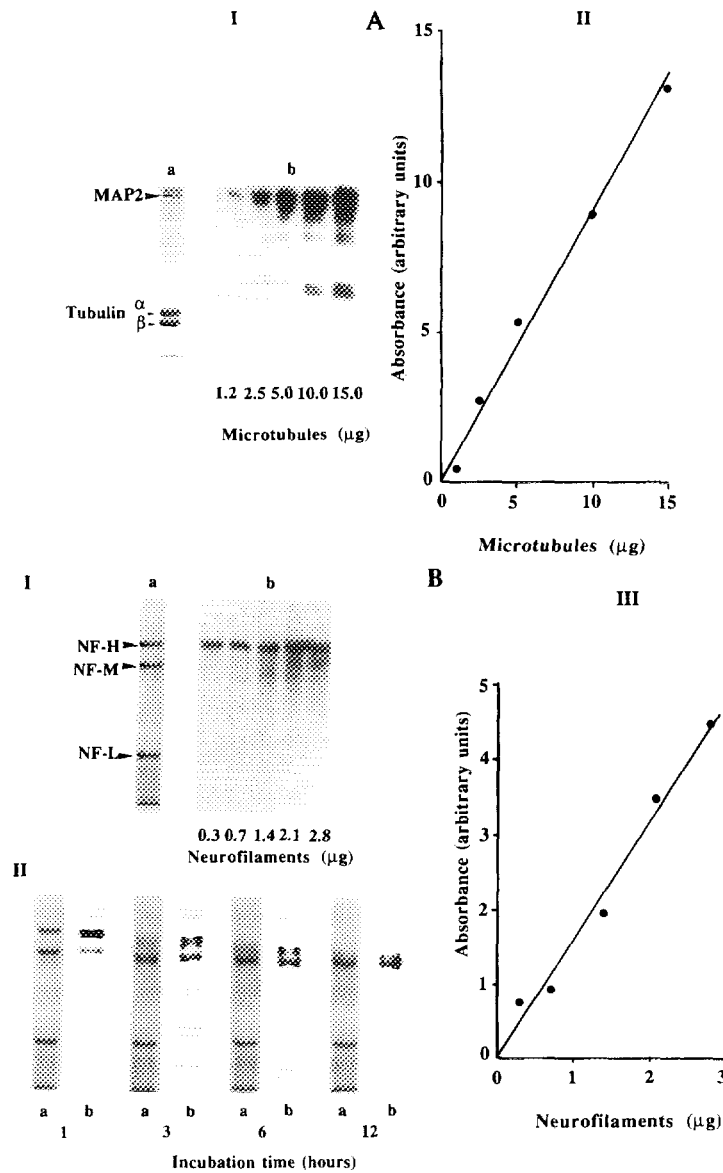 I
A
II
15
10
5
0
Absorbance (arbitrary units)
0 5 10 15
Microtubules (μg)
a b
MAP2
Tubulin α
β
1.2 2.5 5.0 10.0 15.0
Microtubules (μg)
I
a b
NF-H
NF-M
NF-L
0.3 0.7 1.4 2.1 2.8
Neurofilaments (μg)
B
III
5
4
3
2
1
0
Absorbance (arbitrary units)
0 1 2 3
Neurofilaments (μg)
II
a b a b a b a b
1 3 6 12
Incubation time (hours)